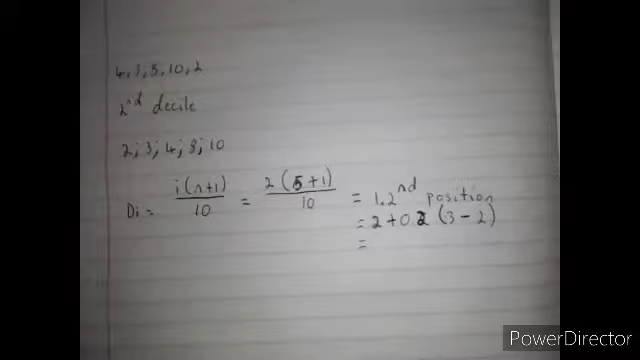 4, 3, 8, 10, 2
2nd decile
2; 3; 4; 8; 10
Di = i(n+1)/10 = 2(5+1)/10 = 1.2nd position
= 2 + 0.2 (3 - 2)
=
PowerDirector